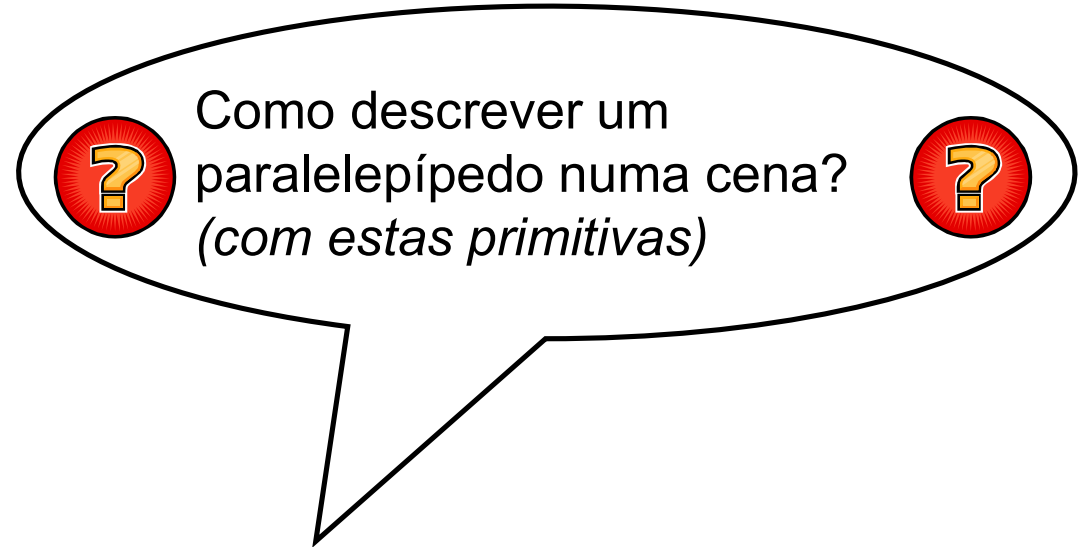 Como descrever um
paralelepípedo numa cena?
(com estas primitivas)